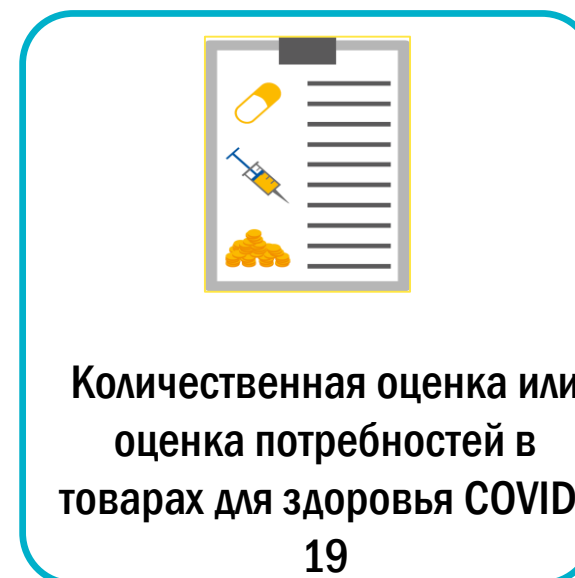 Количественная оценка или
оценка потребностей в
товарах для здоровья COVID
19